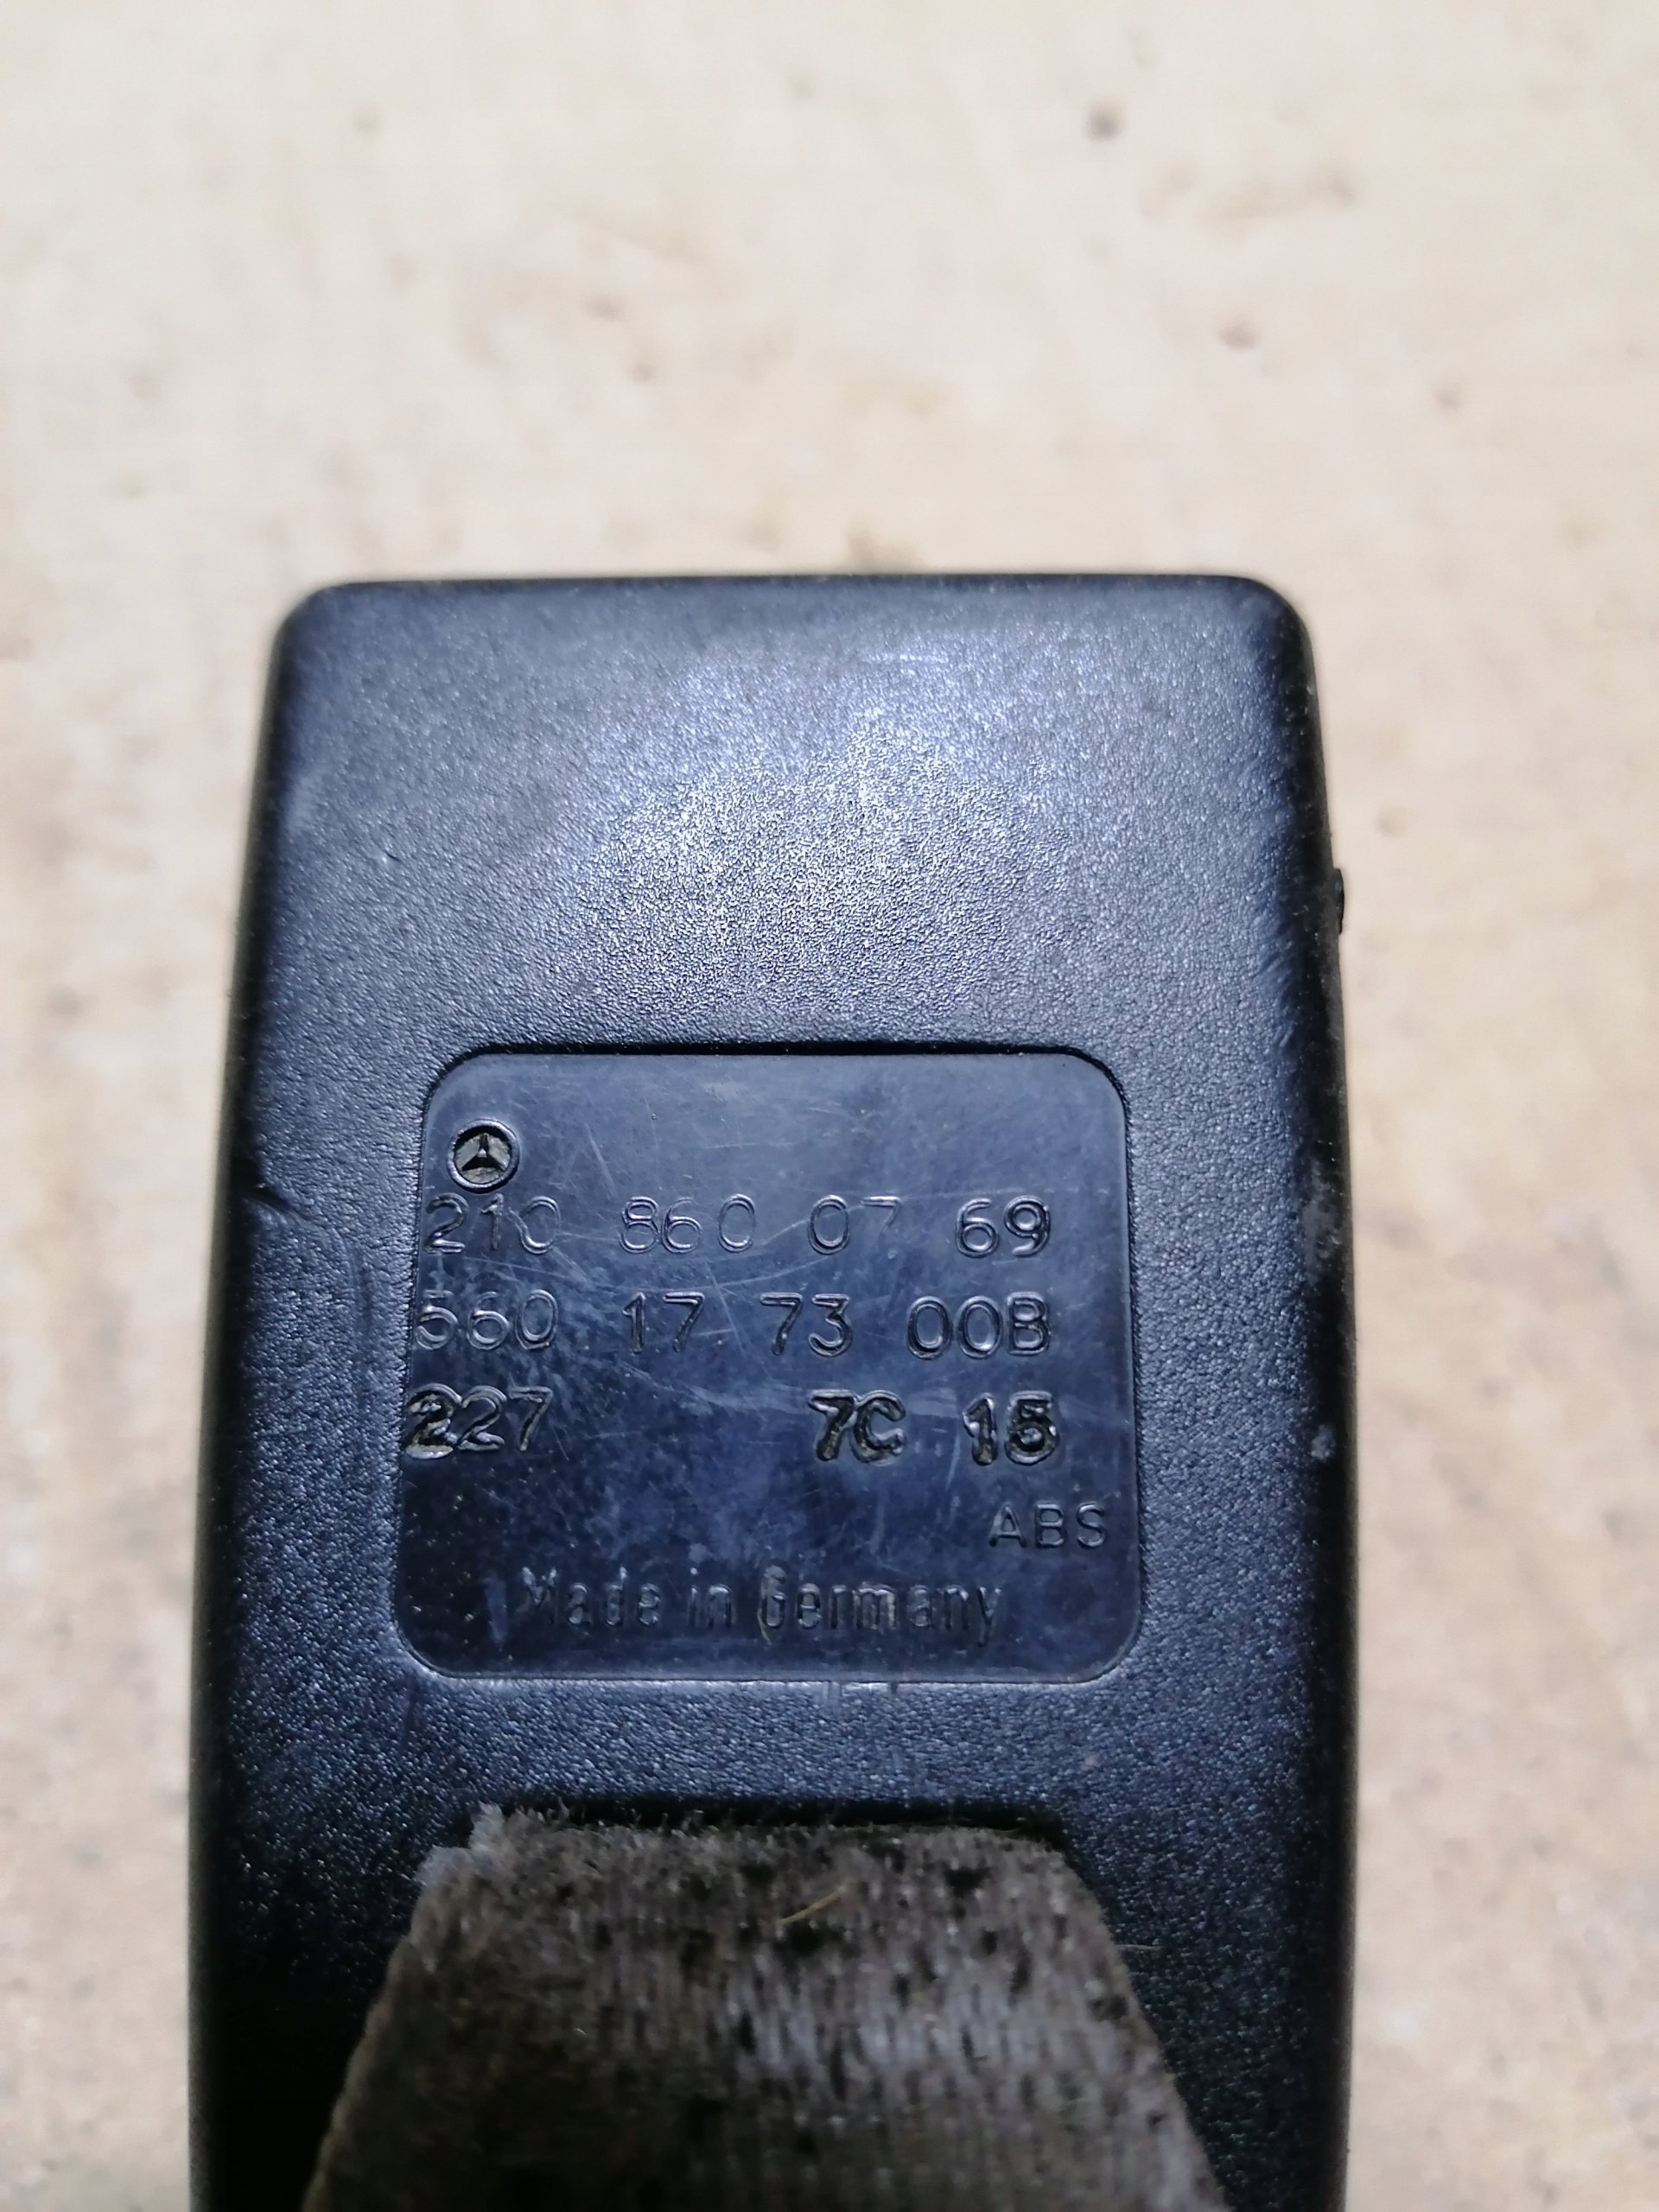 210 860 07 69
560 17 73 00B
227 7C 15
ABS
Made in Germany